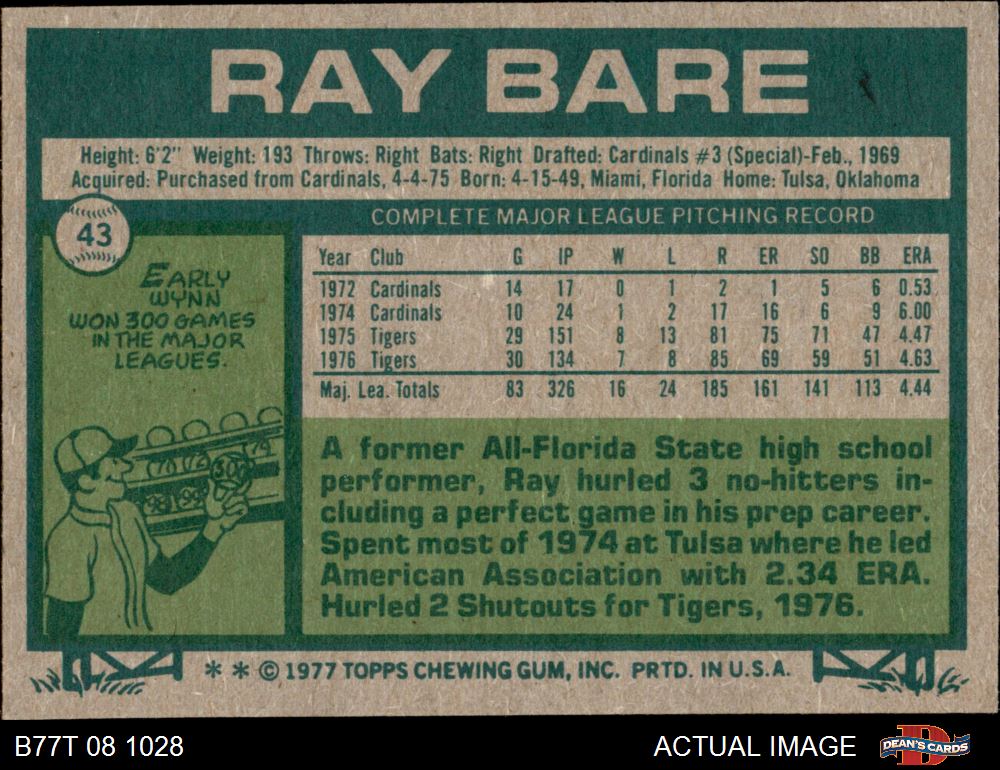 RAY BARE
Height: 6'2" Weight: 193 Throws: Right Bats: Right Drafted: Cardinals #3 (Special)-Feb., 1969
Acquired: Purchased from Cardinals, 4-4-75 Born: 4-15-49, Miami, Florida Home: Tulsa, Oklahoma
43
COMPLETE MAJOR LEAGUE PITCHING RECORD
EARLY
WYNN
WON 300 GAMES
IN THE MAJOR
LEAGUES.
300
Year Club G IP W L R ER SO BB ERA
1972 Cardinals 14 17 0 1 2 1 5 6 0.53
1974 Cardinals 10 24 1 2 17 16 6 9 6.00
1975 Tigers 29 151 8 13 81 75 71 47 4.47
1976 Tigers 30 134 7 8 85 69 59 51 4.63
Maj. Lea. Totals 83 326 16 24 185 161 141 113 4.44
A former All-Florida State high school
performer, Ray hurled 3 no-hitters in-
cluding a perfect game in his prep career.
Spent most of 1974 at Tulsa where he led
American Association with 2.34 ERA.
Hurled 2 Shutouts for Tigers, 1976.
* * © 1977 TOPPS CHEWING GUM, INC. PRTD. IN U.S.A.
B77T 08 1028
ACTUAL IMAGE
DEAN'S CARDS